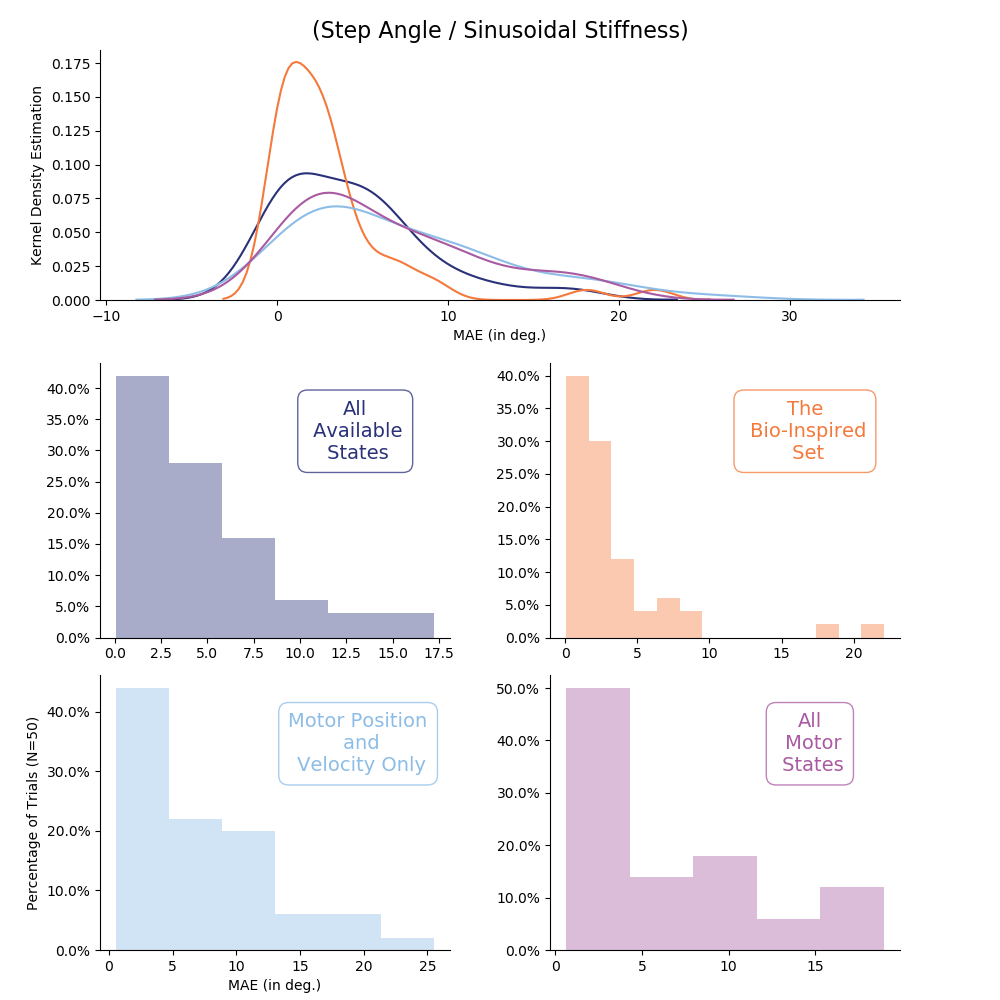 (Step Angle / Sinusoidal Stiffness)
Kernel Density Estimation
0.175
0.150
0.125
0.100
0.075
0.050
0.025
0.000
−10 0 10 20 30
MAE (in deg.)
40.0%
35.0%
30.0%
25.0%
20.0%
15.0%
10.0%
5.0%
0.0%
0.0 2.5 5.0 7.5 10.0 12.5 15.0 17.5
All
Available
States
40.0%
35.0%
30.0%
25.0%
20.0%
15.0%
10.0%
5.0%
0.0%
0 5 10 15 20
The
Bio-Inspired
Set
Percentage of Trials (N=50)
40.0%
30.0%
20.0%
10.0%
0.0%
0 5 10 15 20 25
MAE (in deg.)
Motor Position
and
Velocity Only
50.0%
40.0%
30.0%
20.0%
10.0%
0.0%
0 5 10 15
All
Motor
States